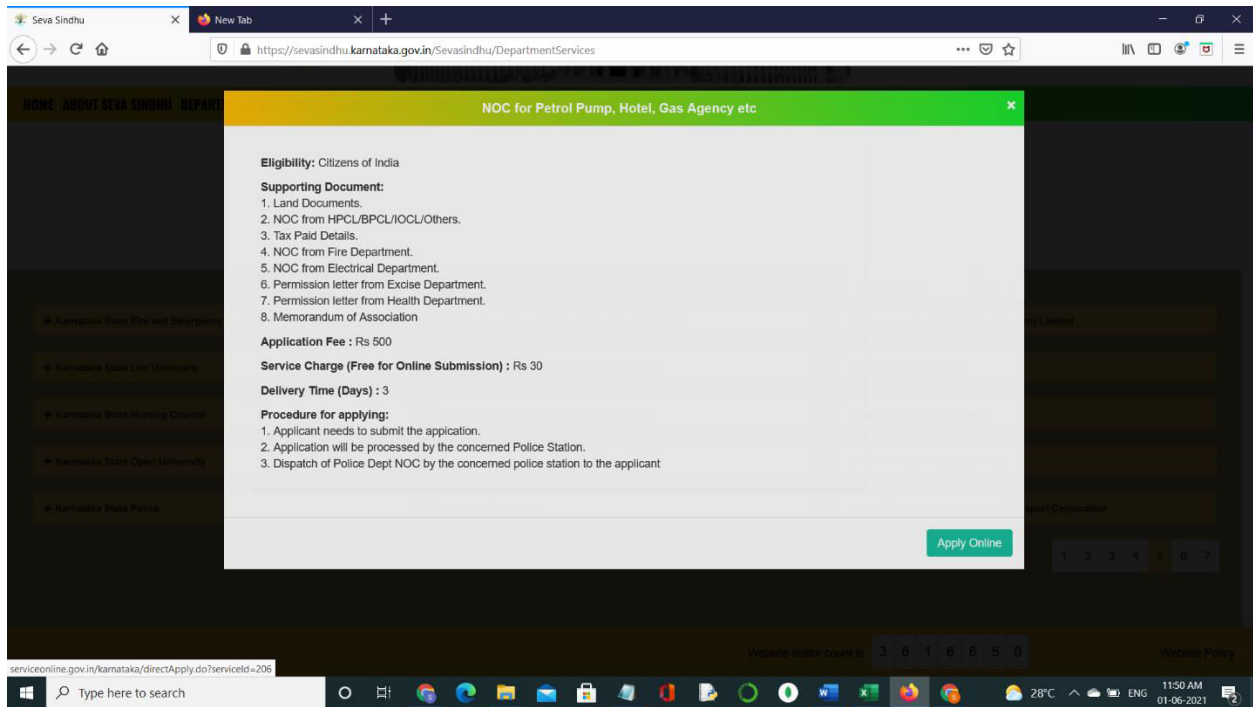 Seva Sindhu
New Tab
https://sevasindhu.karnataka.gov.in/Sevasindhu/DepartmentServices
HOME ABOUT SEVA SINDHU DEPART
NOC for Petrol Pump, Hotel, Gas Agency etc
Eligibility: Citizens of India
Supporting Document:
1. Land Documents.
2. NOC from HPCL/BPCL/IOCL/Others.
3. Tax Paid Details.
4. NOC from Fire Department.
5. NOC from Electrical Department.
6. Permission letter from Excise Department.
7. Permission letter from Health Department.
8. Memorandum of Association
Application Fee : Rs 500
Service Charge (Free for Online Submission) : Rs 30
Delivery Time (Days) : 3
Procedure for applying:
1. Applicant needs to submit the appication.
2. Application will be processed by the concerned Police Station.
3. Dispatch of Police Dept NOC by the concerned police station to the applicant
Apply Online
Karnataka State Fire and Emergency
Limited
Karnataka State Law University
Karnataka State Nursing Council
Karnataka State Open University
Karnataka State Police
Corporation
1 2 3 4 5 6 7
Website visitor count is 3 6 1 6 6 5 0
Website Policy
serviceonline.gov.in/karnataka/directApply.do?serviceId=206
Type here to search
28°C
ENG
11:50 AM
01-06-2021
2